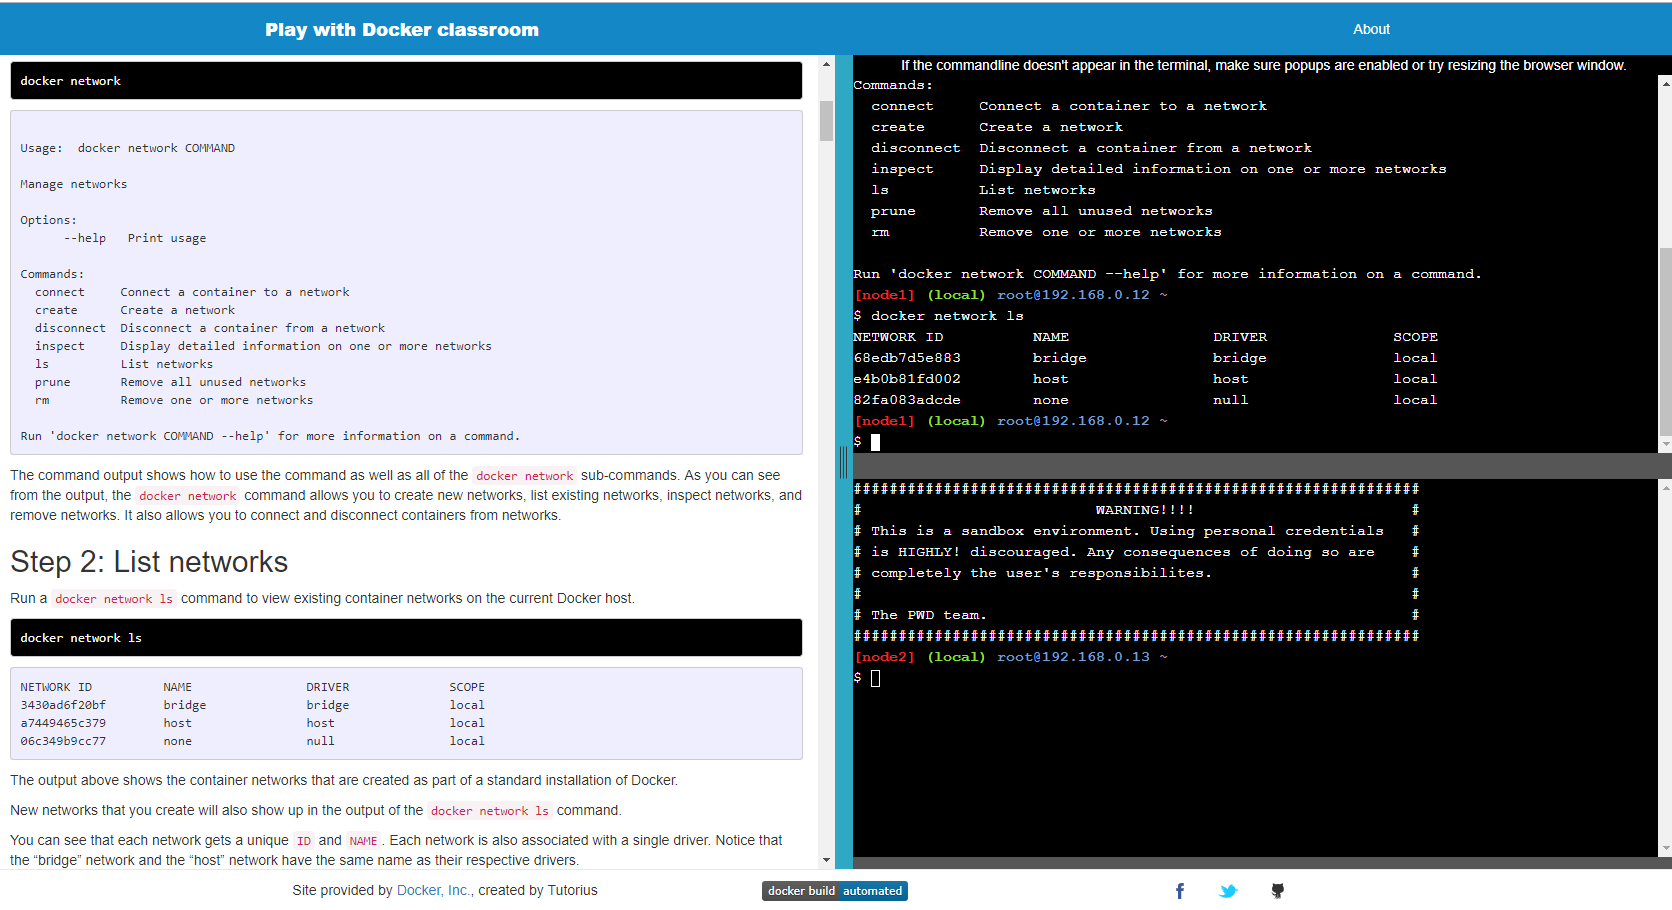 Play with Docker classroom
About
docker network
Usage:  docker network COMMAND
Manage networks
Options:
      --help   Print usage
Commands:
  connect     Connect a container to a network
  create      Create a network
  disconnect  Disconnect a container from a network
  inspect     Display detailed information on one or more networks
  ls          List networks
  prune       Remove all unused networks
  rm          Remove one or more networks
Run 'docker network COMMAND --help' for more information on a command.
The command output shows how to use the command as well as all of the docker network sub-commands. As you can see
from the output, the docker network command allows you to create new networks, list existing networks, inspect networks, and
remove networks. It also allows you to connect and disconnect containers from networks.
Step 2: List networks
Run a docker network ls command to view existing container networks on the current Docker host.
docker network ls
NETWORK ID          NAME                DRIVER              SCOPE
3430ad6f20bf        bridge              bridge              local
a7449465c379        host                host                local
06c349b9cc77        none                null                local
The output above shows the container networks that are created as part of a standard installation of Docker.
New networks that you create will also show up in the output of the docker network ls command.
You can see that each network gets a unique ID and NAME. Each network is also associated with a single driver. Notice that
the “bridge” network and the “host” network have the same name as their respective drivers.
If the commandline doesn't appear in the terminal, make sure popups are enabled or try resizing the browser window.
Commands:
  connect     Connect a container to a network
  create      Create a network
  disconnect  Disconnect a container from a network
  inspect     Display detailed information on one or more networks
  ls          List networks
  prune       Remove all unused networks
  rm          Remove one or more networks
Run 'docker network COMMAND --help' for more information on a command.
[node1] (local) root@192.168.0.12 ~
$ docker network ls
NETWORK ID          NAME                DRIVER              SCOPE
68edb7d5e883        bridge              bridge              local
e4b0b81fd002        host                host                local
82fa083adcde        none                null                local
[node1] (local) root@192.168.0.12 ~
$
###############################################################
#                          WARNING!!!!                        #
# This is a sandbox environment. Using personal credentials   #
# is HIGHLY! discouraged. Any consequences of doing so are    #
# completely the user's responsibilites.                      #
#                                                             #
# The PWD team.                                               #
###############################################################
[node2] (local) root@192.168.0.13 ~
$
Site provided by Docker, Inc., created by Tutorius
docker build automated